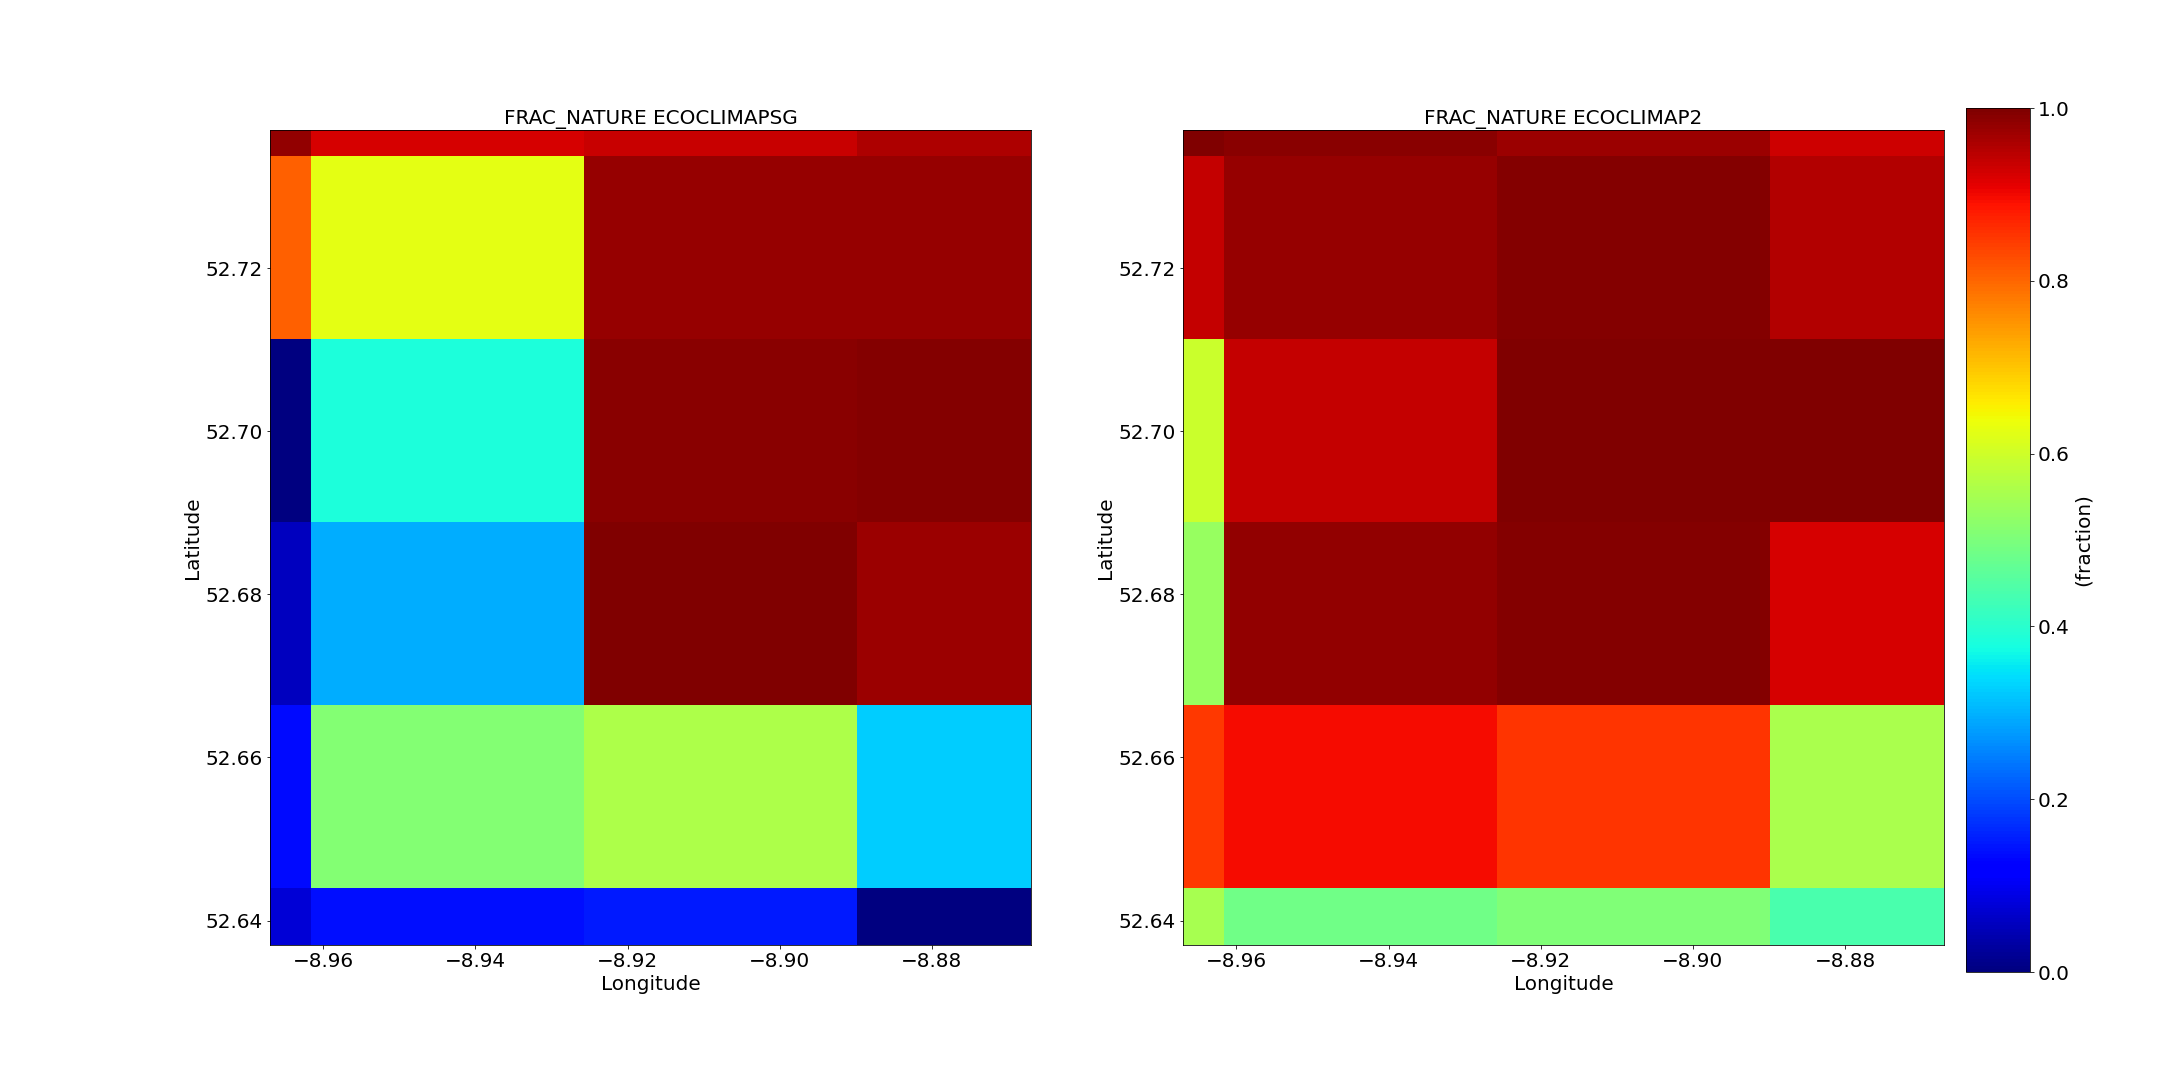 FRAC_NATURE ECOCLIMAPSG
52.72
52.70
52.68
52.66
52.64
Latitude
−8.96 −8.94 −8.92 −8.90 −8.88
Longitude
FRAC_NATURE ECOCLIMAP2
52.72
52.70
52.68
52.66
52.64
Latitude
−8.96 −8.94 −8.92 −8.90 −8.88
Longitude
1.0
0.8
0.6
0.4
0.2
0.0
(fraction)